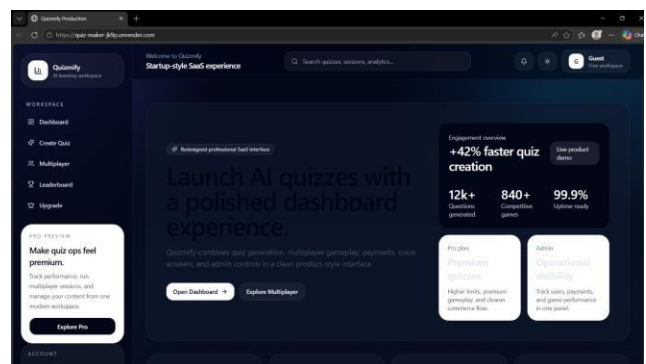 Quizmify Production
https://quiz-maker-jk9p.onrender.com
Quizmify
AI learning workspace
WORKSPACE
Dashboard
Create Quiz
Multiplayer
Leaderboard
Upgrade
PRO PREVIEW
Make quiz ops feel
premium.
Track performance, run
multiplayer sessions, and
manage your content from one
modern workspace.
Explore Pro
ACCOUNT
Welcome to Quizmify
Startup-style SaaS experience
Search quizzes, sessions, analytics...
G
Guest
Free workspace
Redesigned professional SaaS interface
Launch AI quizzes with
a polished dashboard
experience.
Quizmify combines quiz generation, multiplayer gameplay, payments, voice
answers, and admin controls in a clean product-style interface.
Open Dashboard →
Explore Multiplayer
Engagement overview
+42% faster quiz
creation
Live product
demo
12k+
Questions
generated
840+
Competitive
games
99.9%
Uptime ready
Pro plan
Premium
quizzes
Higher limits, premium
gameplay, and cleaner
commerce flow.
Admin
Operational
visibility
Track users, payments,
and game performance
in one panel.